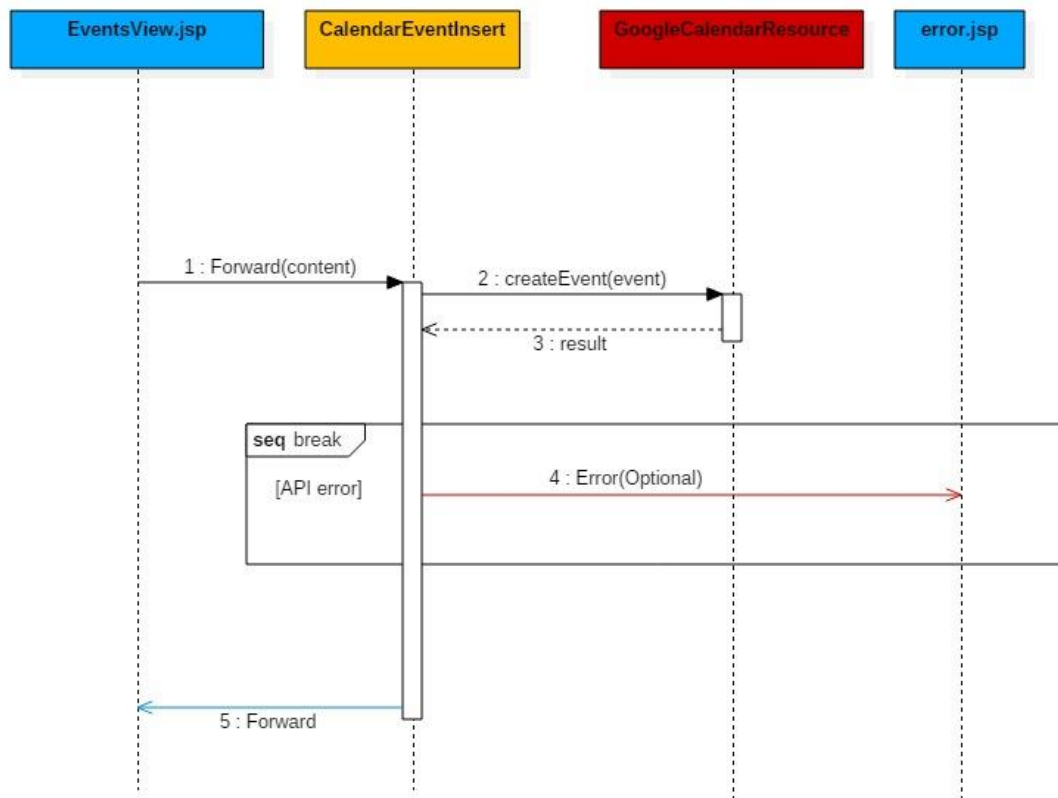 EventsView.jsp
CalendarEventInsert
GoogleCalendarResource
error.jsp
1 : Forward(content)
2 : createEvent(event)
3 : result
seq break
[API error]
4 : Error(Optional)
5 : Forward